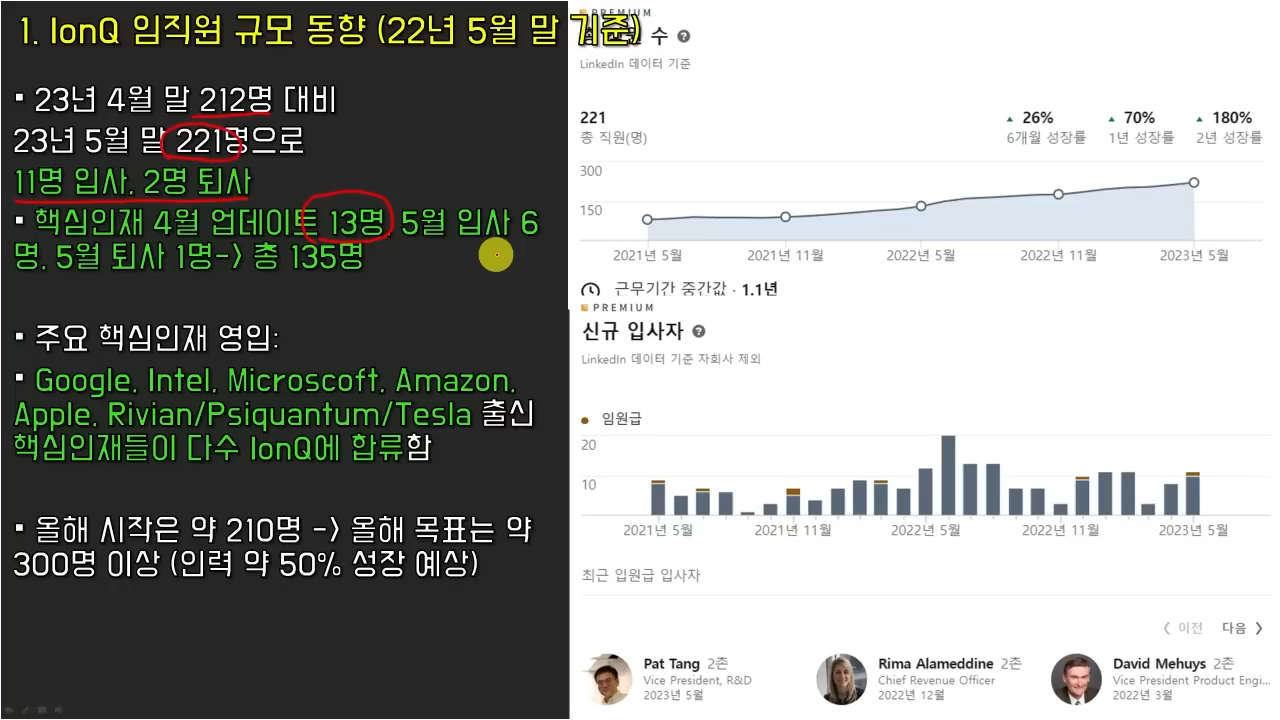 1. IonQ 임직원 규모 동향 (22년 5월 말 기준)
▪ 23년 4월 말 212명 대비
23년 5월 말 221명으로
11명 입사, 2명 퇴사
▪ 핵심인재 4월 업데이트 13명, 5월 입사 6
명, 5월 퇴사 1명-> 총 135명
▪ 주요 핵심인재 영입:
▪ Google, Intel, Microscoft, Amazon,
Apple, Rivian/Psiquantum/Tesla 출신
핵심인재들이 다수 IonQ에 합류함
▪ 올해 시작은 약 210명 -> 올해 목표는 약
300명 이상 (인력 약 50% 성장 예상)
PREMIUM
수
LinkedIn 데이터 기준
221
총 직원(명)
26%
6개월 성장률
70%
1년 성장률
180%
2년 성장률
300
150
2021년 5월 2021년 11월 2022년 5월 2022년 11월 2023년 5월
근무기간 중간값 · 1.1년
PREMIUM
신규 입사자
LinkedIn 데이터 기준 자회사 제외
임원급
20
10
2021년 5월 2021년 11월 2022년 5월 2022년 11월 2023년 5월
최근 임원급 입사자
이전 다음
Pat Tang 2촌
Vice President, R&D
2023년 5월
Rima Alameddine 2촌
Chief Revenue Officer
2022년 12월
David Mehuys 2촌
Vice President Product Engi...
2022년 3월